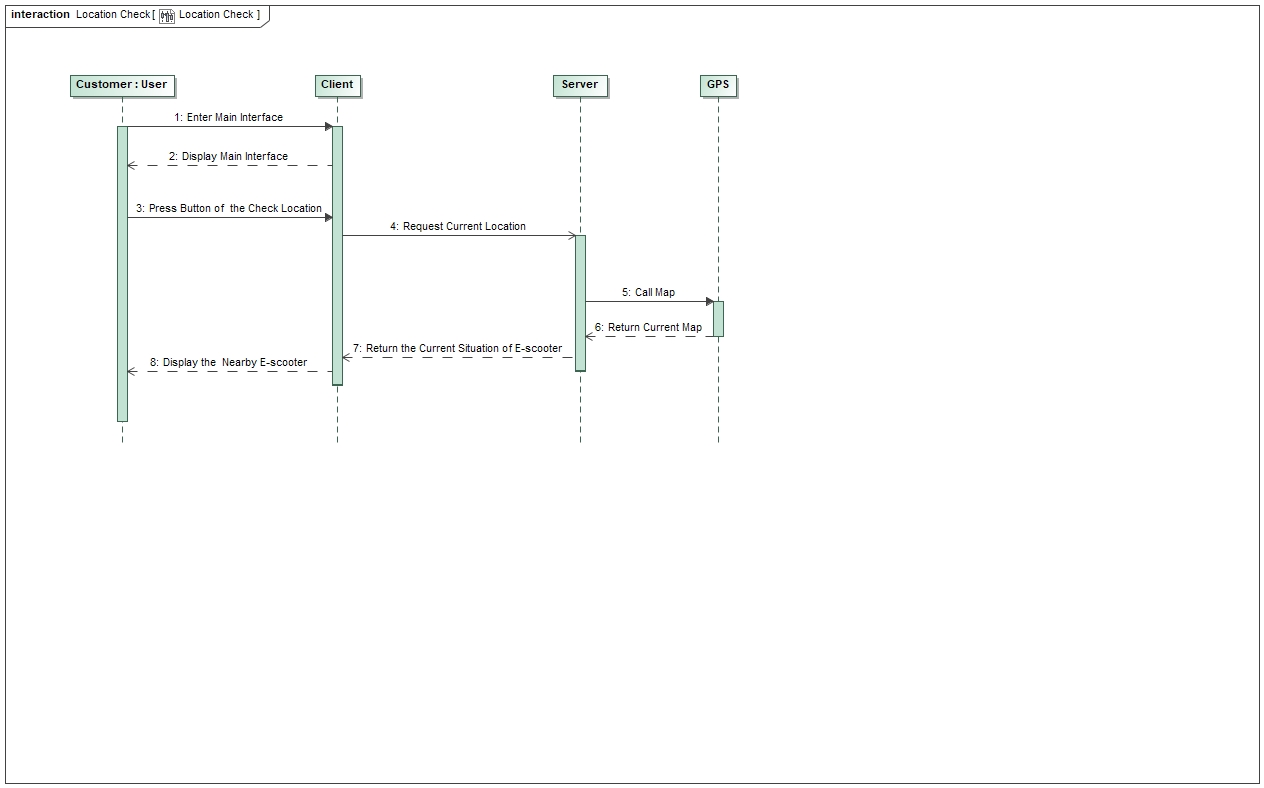 interaction Location Check[ Location Check ]
Customer : User
Client
Server
GPS
1: Enter Main Interface
2: Display Main Interface
3: Press Button of the Check Location
4: Request Current Location
5: Call Map
6: Return Current Map
7: Return the Current Situation of E-scooter
8: Display the Nearby E-scooter